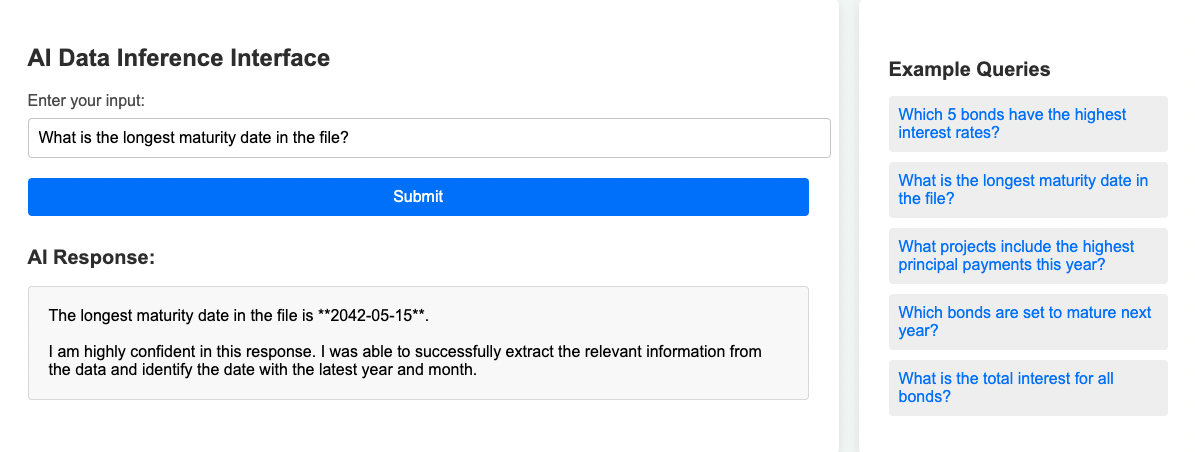 AI Data Inference Interface
Enter your input:
What is the longest maturity date in the file?
Submit
AI Response:
The longest maturity date in the file is **2042-05-15**.
I am highly confident in this response. I was able to successfully extract the relevant information from
the data and identify the date with the latest year and month.
Example Queries
Which 5 bonds have the highest
interest rates?
What is the longest maturity date in
the file?
What projects include the highest
principal payments this year?
Which bonds are set to mature next
year?
What is the total interest for all
bonds?